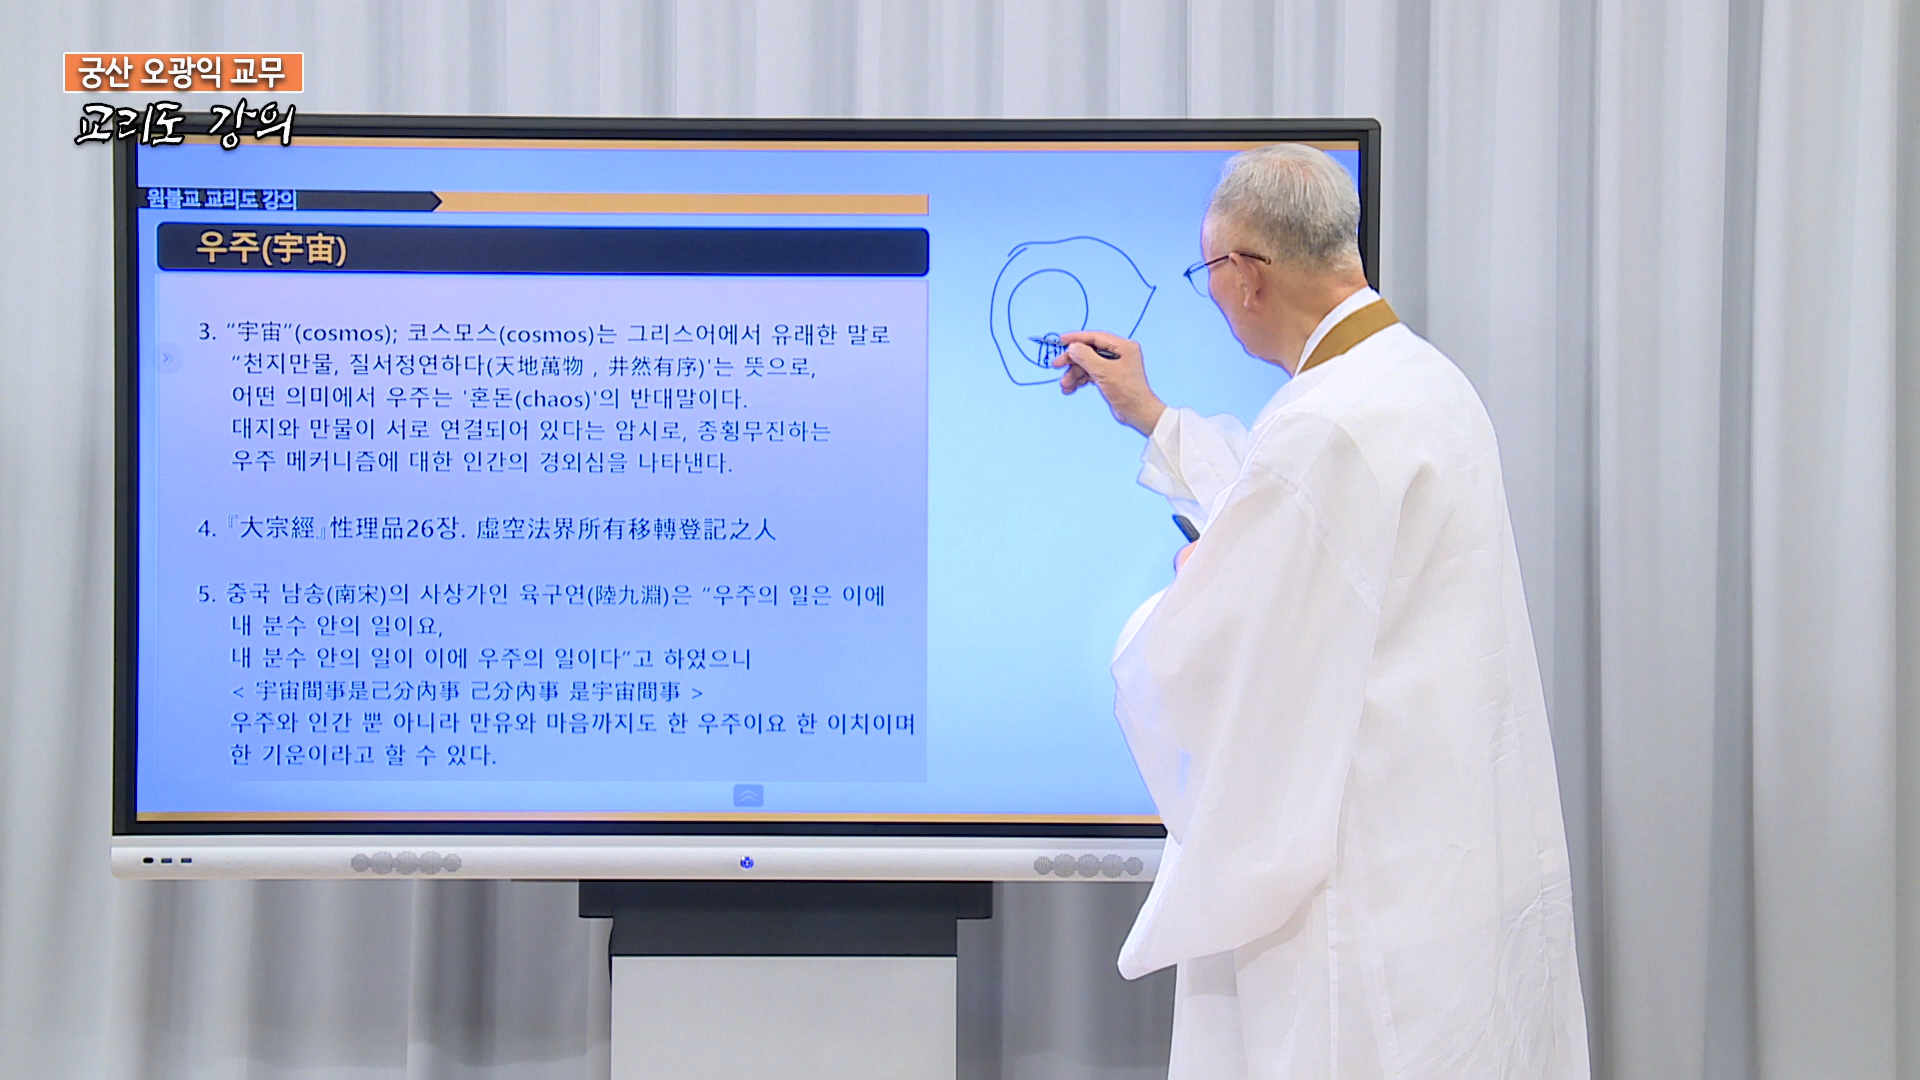 궁산 오광익 교무
교리도 강의
원불교 교리도 강의
우주(宇宙)
3. “宇宙”(cosmos); 코스모스(cosmos)는 그리스어에서 유래한 말로
“천지만물, 질서정연하다(天地萬物 , 井然有序)'는 뜻으로,
어떤 의미에서 우주는 '혼돈(chaos)'의 반대말이다.
대지와 만물이 서로 연결되어 있다는 암시로, 종횡무진하는
우주 메커니즘에 대한 인간의 경외심을 나타낸다.
4. 『大宗經』性理品26장. 虛空法界所有移轉登記之人
5. 중국 남송(南宋)의 사상가인 육구연(陸九淵)은 “우주의 일은 이에
내 분수 안의 일이요,
내 분수 안의 일이 이에 우주의 일이다”고 하였으니
< 宇宙間事是己分內事 己分內事 是宇宙間事 >
우주와 인간 뿐 아니라 만유와 마음까지도 한 우주이요 한 이치이며
한 기운이라고 할 수 있다.